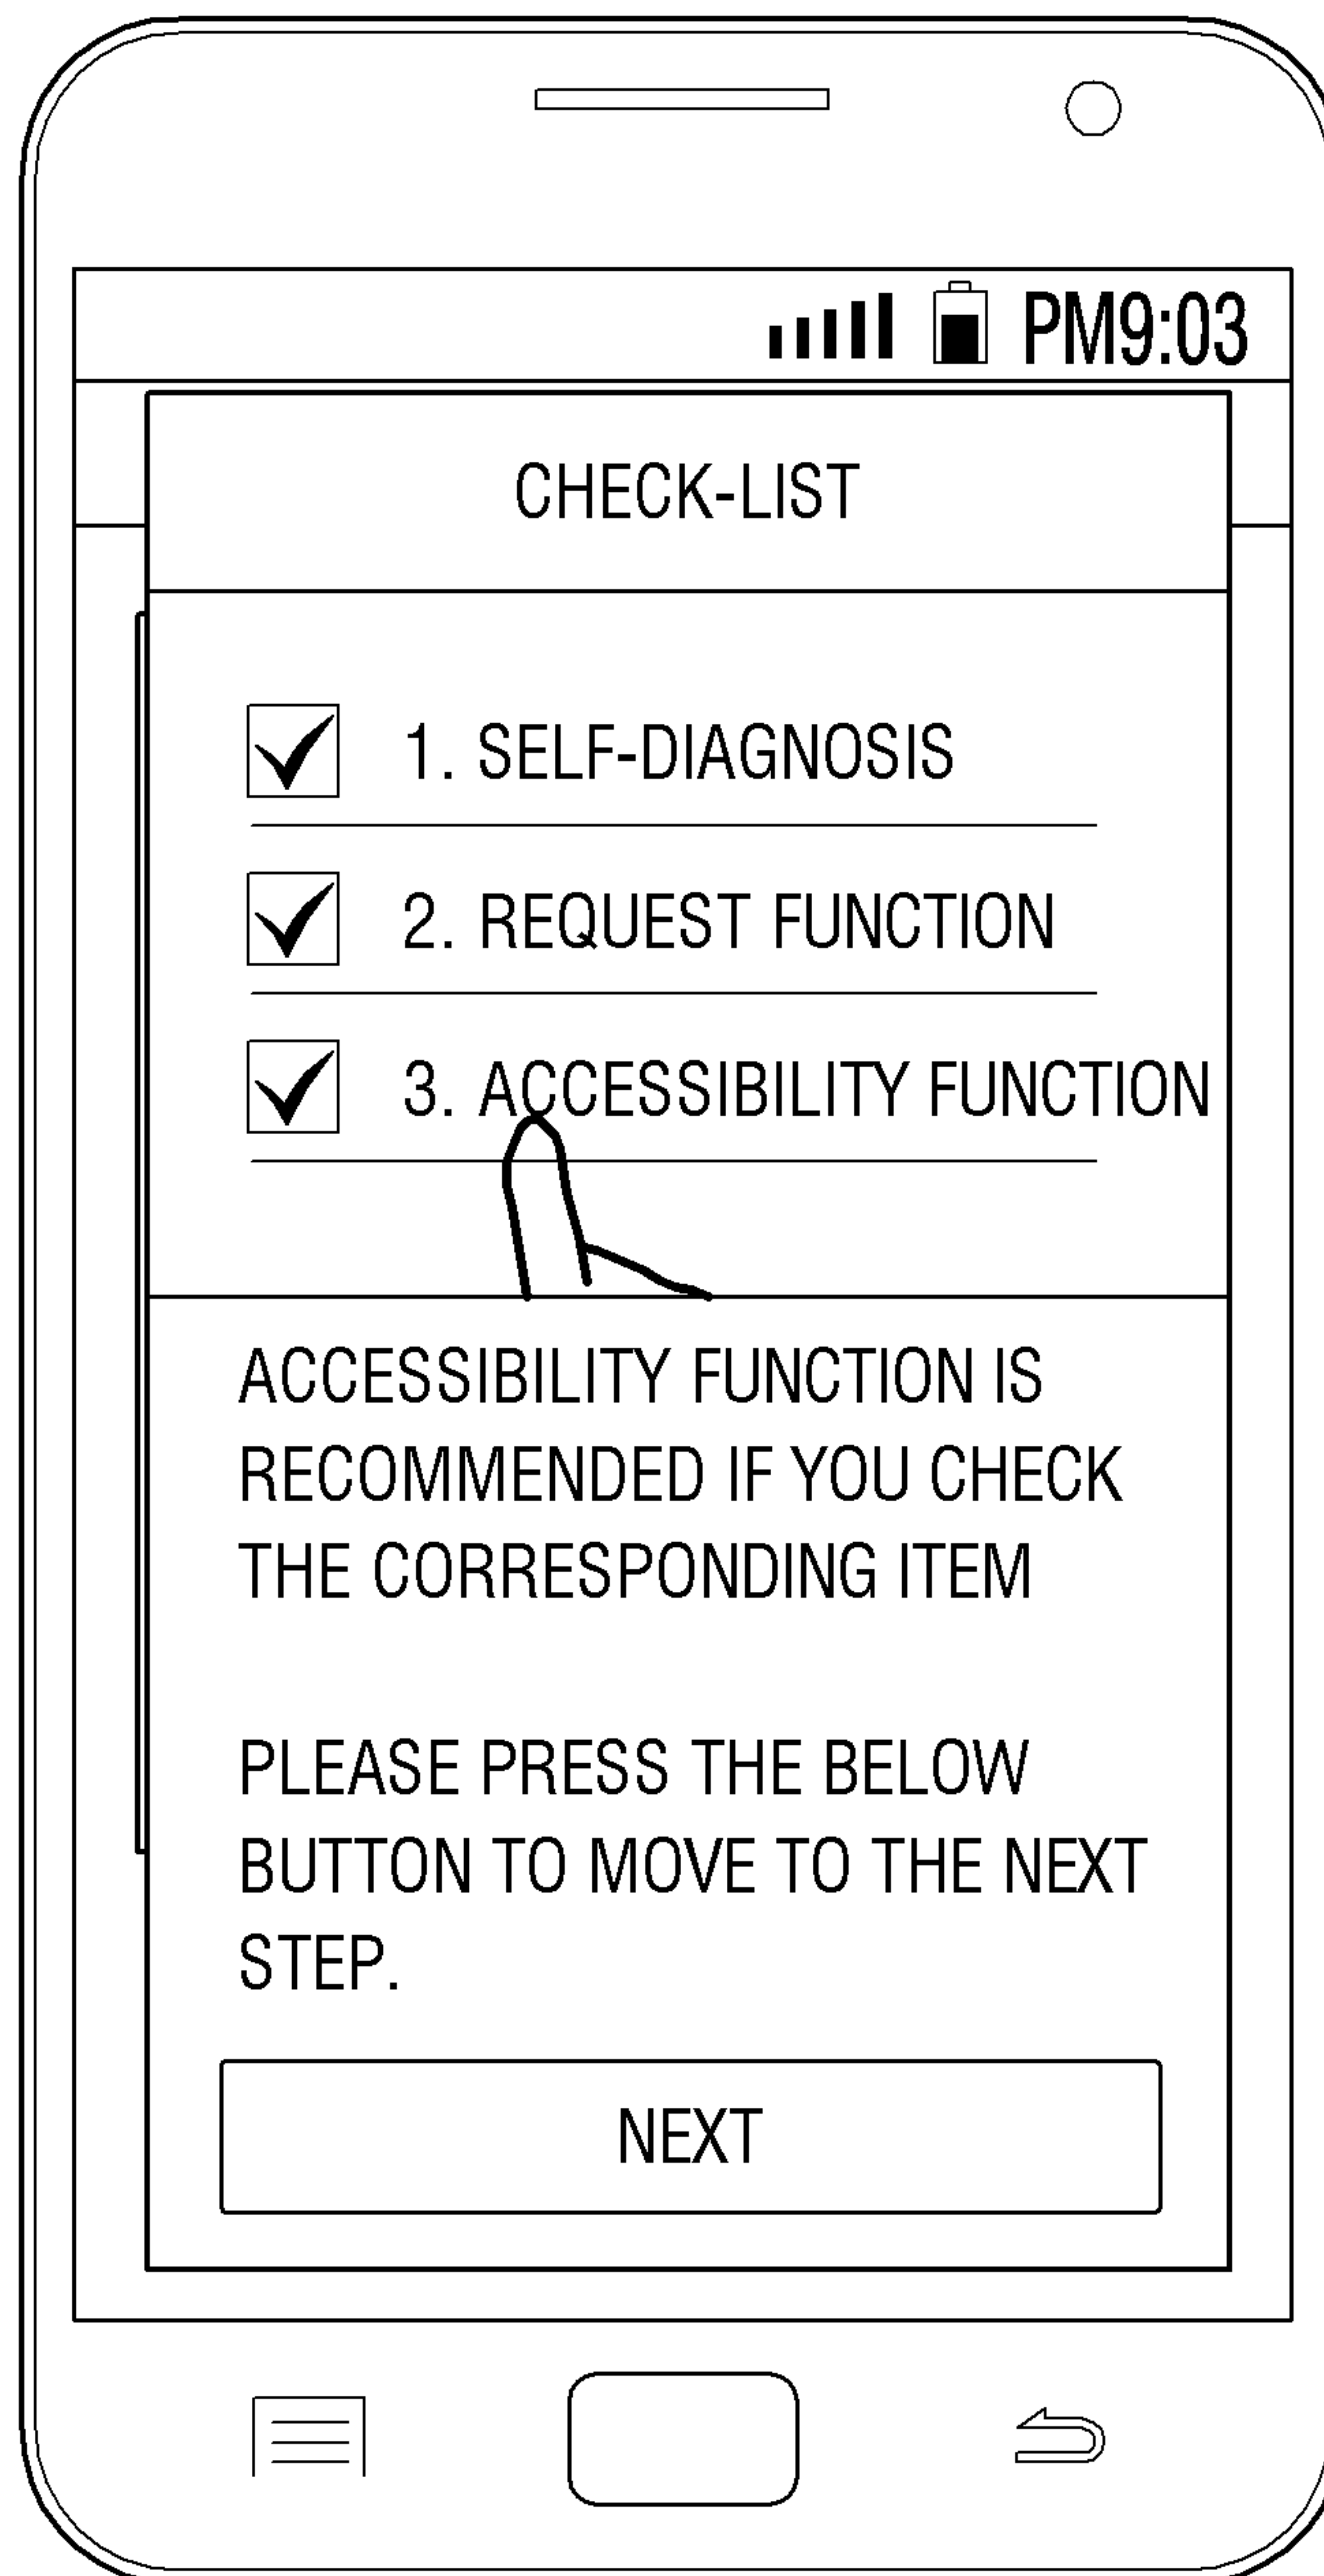 PM9:03
CHECK-LIST
1. SELF-DIAGNOSIS
2. REQUEST FUNCTION
3. ACCESSIBILITY FUNCTION
ACCESSIBILITY FUNCTION IS
RECOMMENDED IF YOU CHECK
THE CORRESPONDING ITEM
PLEASE PRESS THE BELOW
BUTTON TO MOVE TO THE NEXT
STEP.
NEXT